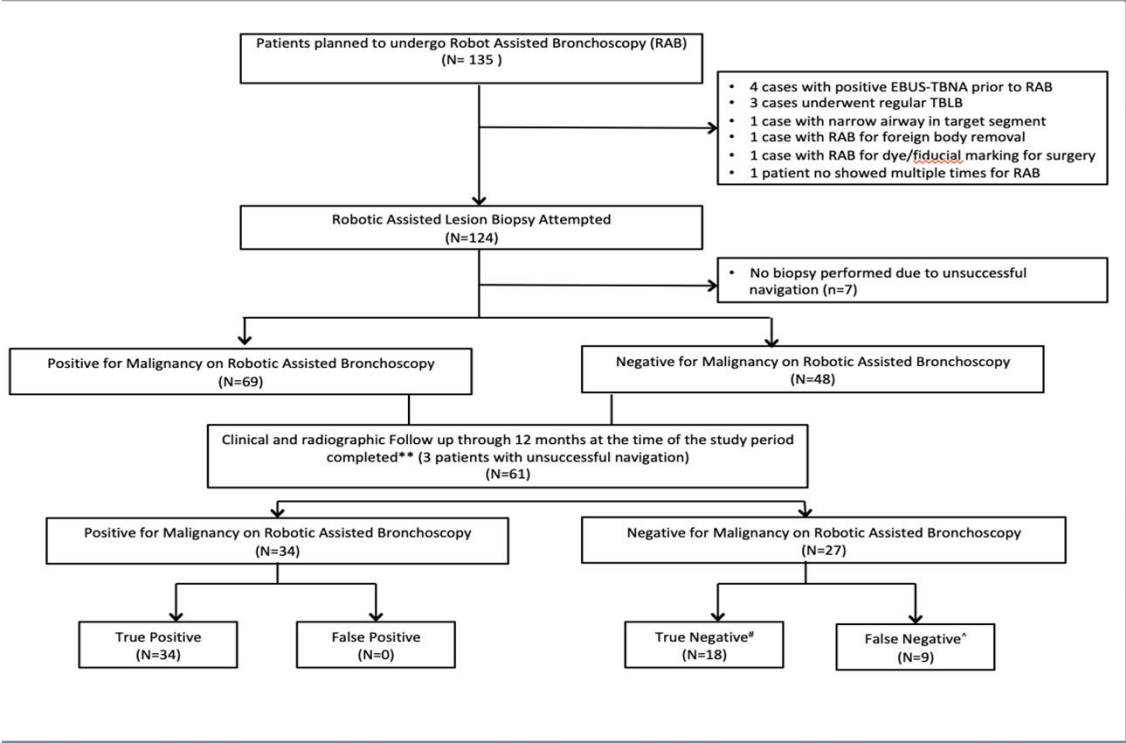 Patients planned to undergo Robot Assisted Bronchoscopy (RAB)
(N= 135 )
• 4 cases with positive EBUS-TBNA prior to RAB
• 3 cases underwent regular TBLB
• 1 case with narrow airway in target segment
• 1 case with RAB for foreign body removal
• 1 case with RAB for dye/fiducial marking for surgery
• 1 patient no showed multiple times for RAB
Robotic Assisted Lesion Biopsy Attempted
(N=124)
• No biopsy performed due to unsuccessful
navigation (n=7)
Positive for Malignancy on Robotic Assisted Bronchoscopy
(N=69)
Negative for Malignancy on Robotic Assisted Bronchoscopy
(N=48)
Clinical and radiographic Follow up through 12 months at the time of the study period
completed** (3 patients with unsuccessful navigation)
(N=61)
Positive for Malignancy on Robotic Assisted Bronchoscopy
(N=34)
Negative for Malignancy on Robotic Assisted Bronchoscopy
(N=27)
True Positive
(N=34)
False Positive
(N=0)
True Negative#
(N=18)
False Negative^
(N=9)